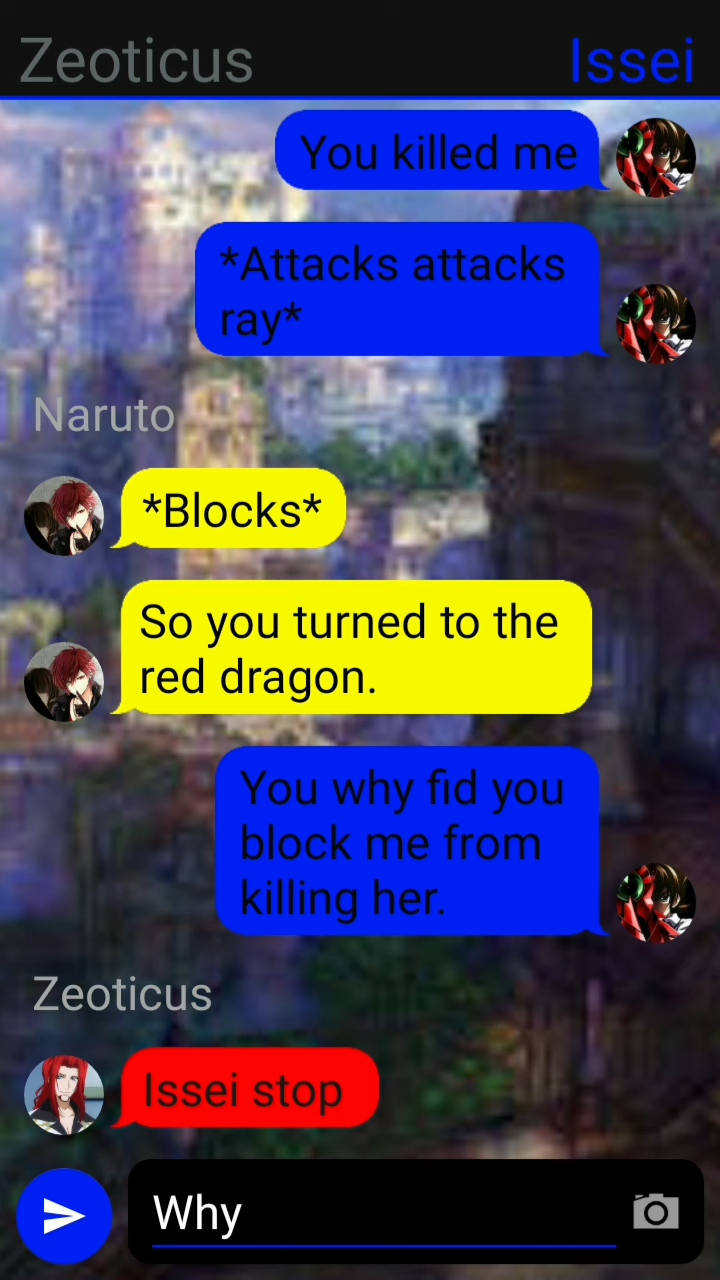 Zeoticus Issei
You killed me
*Attacks attacks
ray*
Naruto
*Blocks*
So you turned to the
red dragon.
You why fid you
block me from
killing her.
Zeoticus
Issei stop
Why